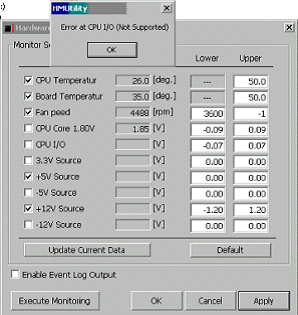 :)
HMUtility
Error at CPU I/O (Not Supported)
OK
Hardware
Monitor Se
Lower Upper
CPU Temperatur 26.0 [deg.] --- 50.0
Board Temperatur 35.0 [deg.] --- 50.0
Fan peed 4488 [rpm] 3600 -1
CPU Core 1.80V 1.85 [V] -0.09 0.09
CPU I/O [V] -0.07 0.07
3.3V Source [V] 0.00 0.00
+5V Source [V] 0.00 0.00
-5V Source [V] 0.00 0.00
+12V Source [V] -1.20 1.20
-12V Source [V] 0.00 0.00
Update Current Data Default
Enable Event Log Output
Execute Monitoring OK Cancel Apply